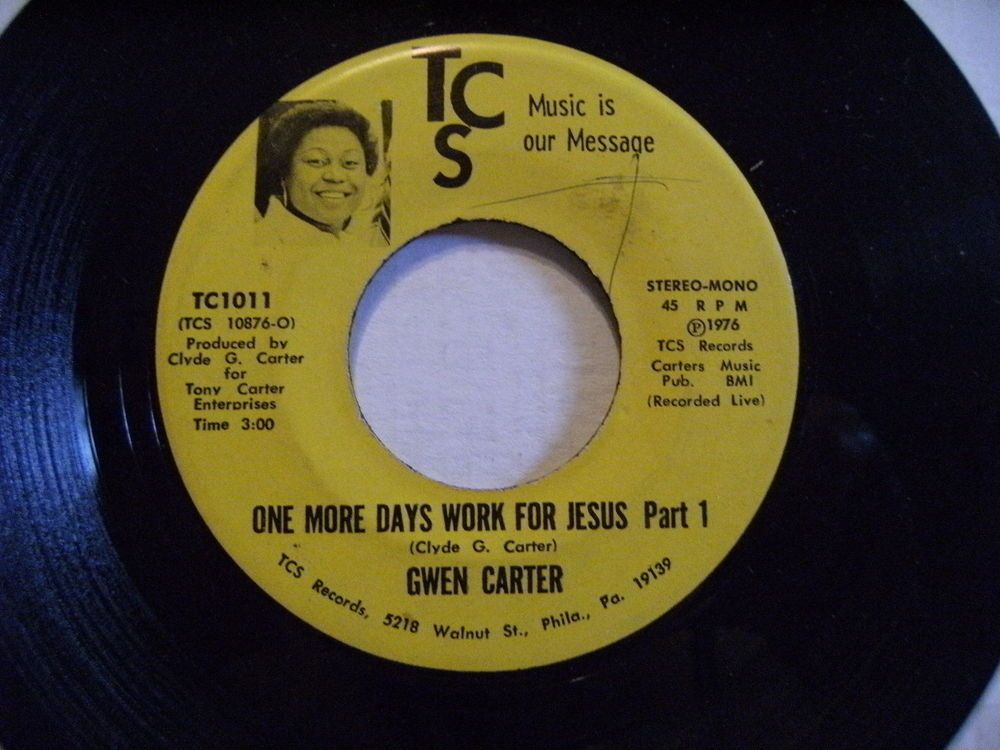 TCS
Music is
our Message
TC1011
(TCS 10876-O)
Produced by
Clyde G. Carter
for
Tony Carter
Enterprises
Time 3:00
STEREO-MONO
45 R P M
Ⓟ1976
TCS Records
Carters Music
Pub. BMI
(Recorded Live)
ONE MORE DAYS WORK FOR JESUS Part 1
(Clyde G. Carter)
GWEN CARTER
TCS Records, 5218 Walnut St., Phila., Pa. 19139